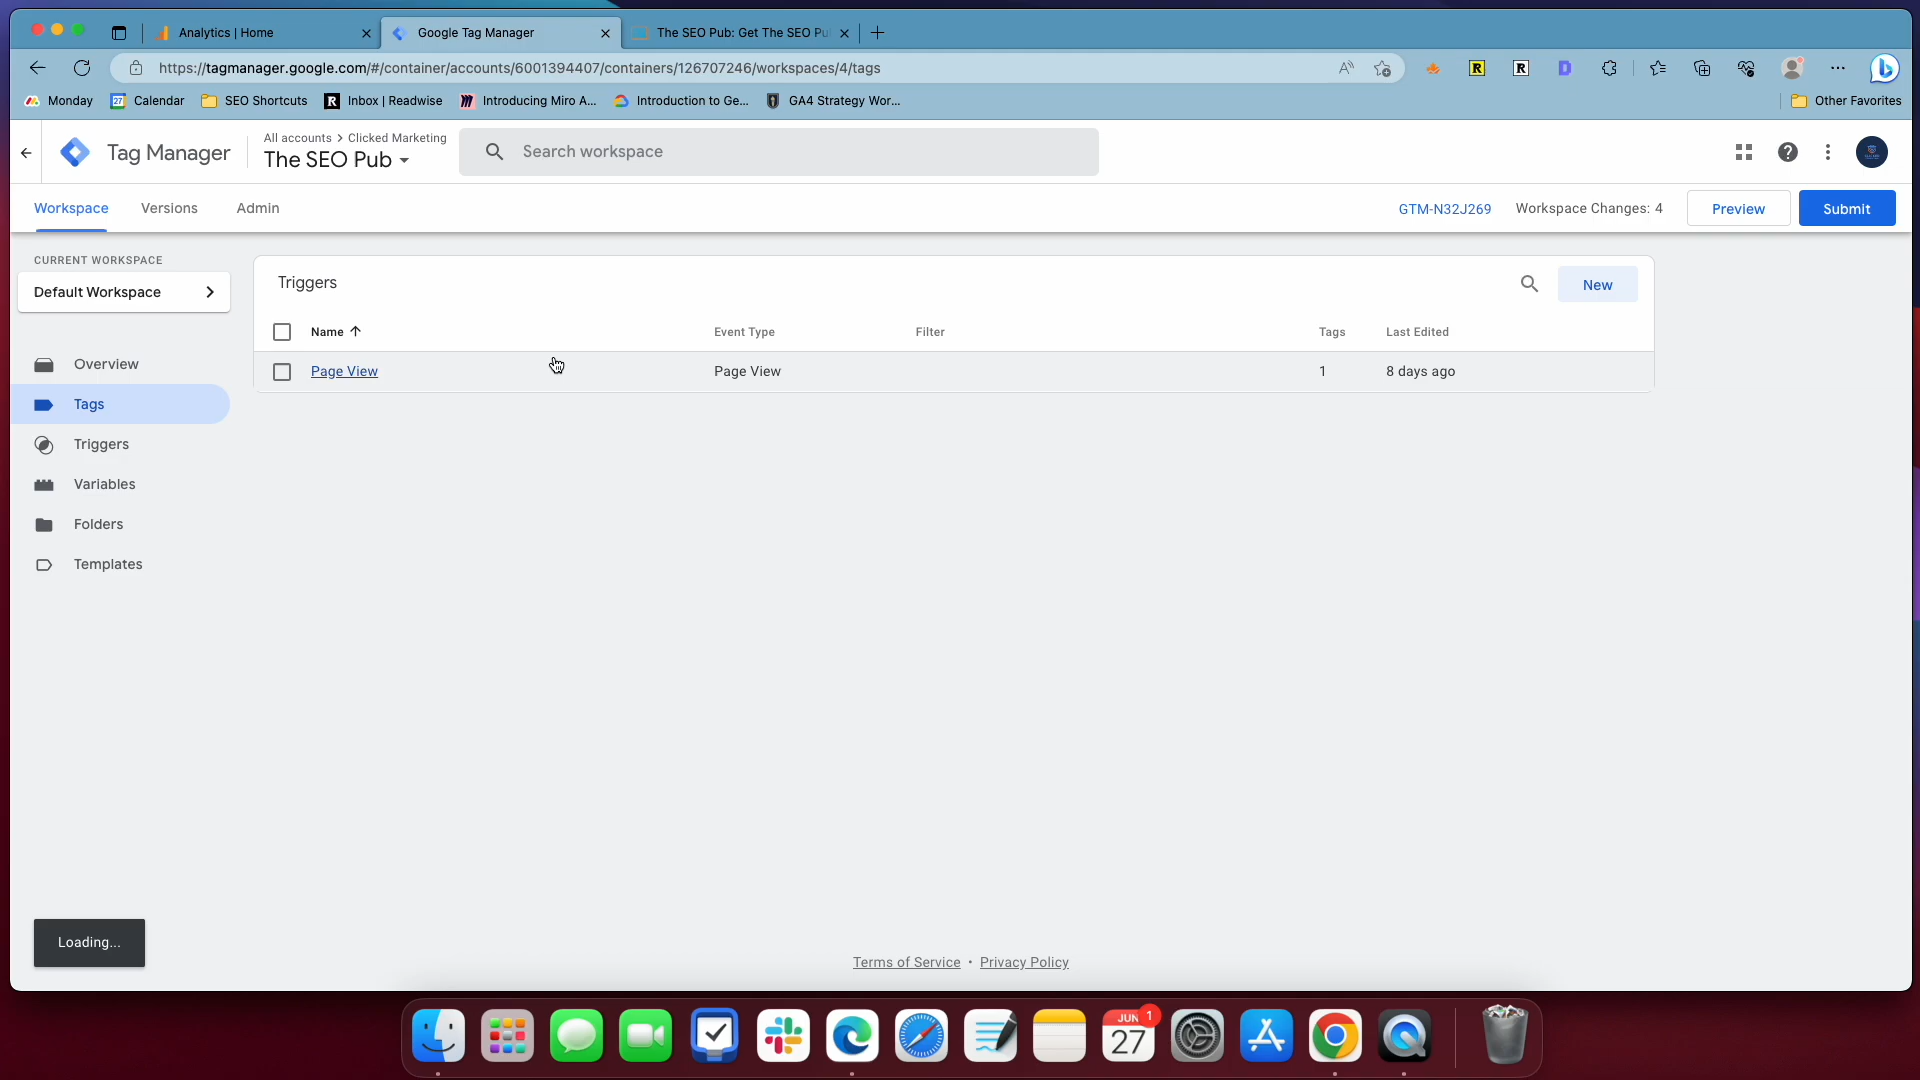 Analytics | Home
Google Tag Manager
The SEO Pub: Get The SEO Pu
https://tagmanager.google.com/#/container/accounts/6001394407/containers/126707246/workspaces/4/tags
Monday
Calendar
SEO Shortcuts
Inbox | Readwise
Introducing Miro A...
Introduction to Ge...
GA4 Strategy Wor...
Other Favorites
Tag Manager
All accounts > Clicked Marketing
The SEO Pub
Search workspace
Workspace
Versions
Admin
GTM-N32J269
Workspace Changes: 4
Preview
Submit
CURRENT WORKSPACE
Default Workspace
Overview
Tags
Triggers
Variables
Folders
Templates
Triggers
New
Name
Event Type
Filter
Tags
Last Edited
Page View
Page View
1
8 days ago
Loading...
Terms of Service • Privacy Policy
JUN
27
1